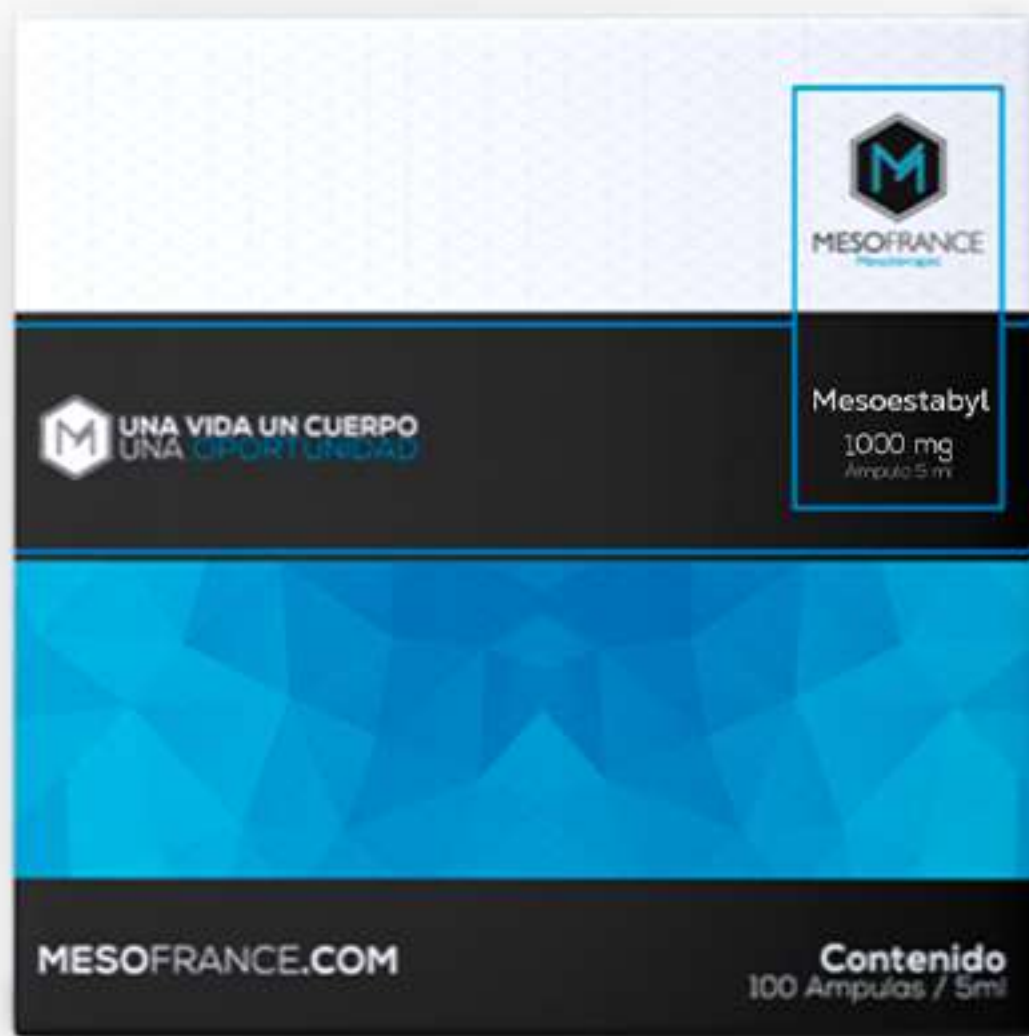 M
MESOFRANCE
Mesoterapia
Mesoestabyl
1000 mg
Ampula 5 ml
M
UNA VIDA UN CUERPO
UNA OPORTUNIDAD
MESOFRANCE.COM
Contenido
100 Ampulas / 5ml